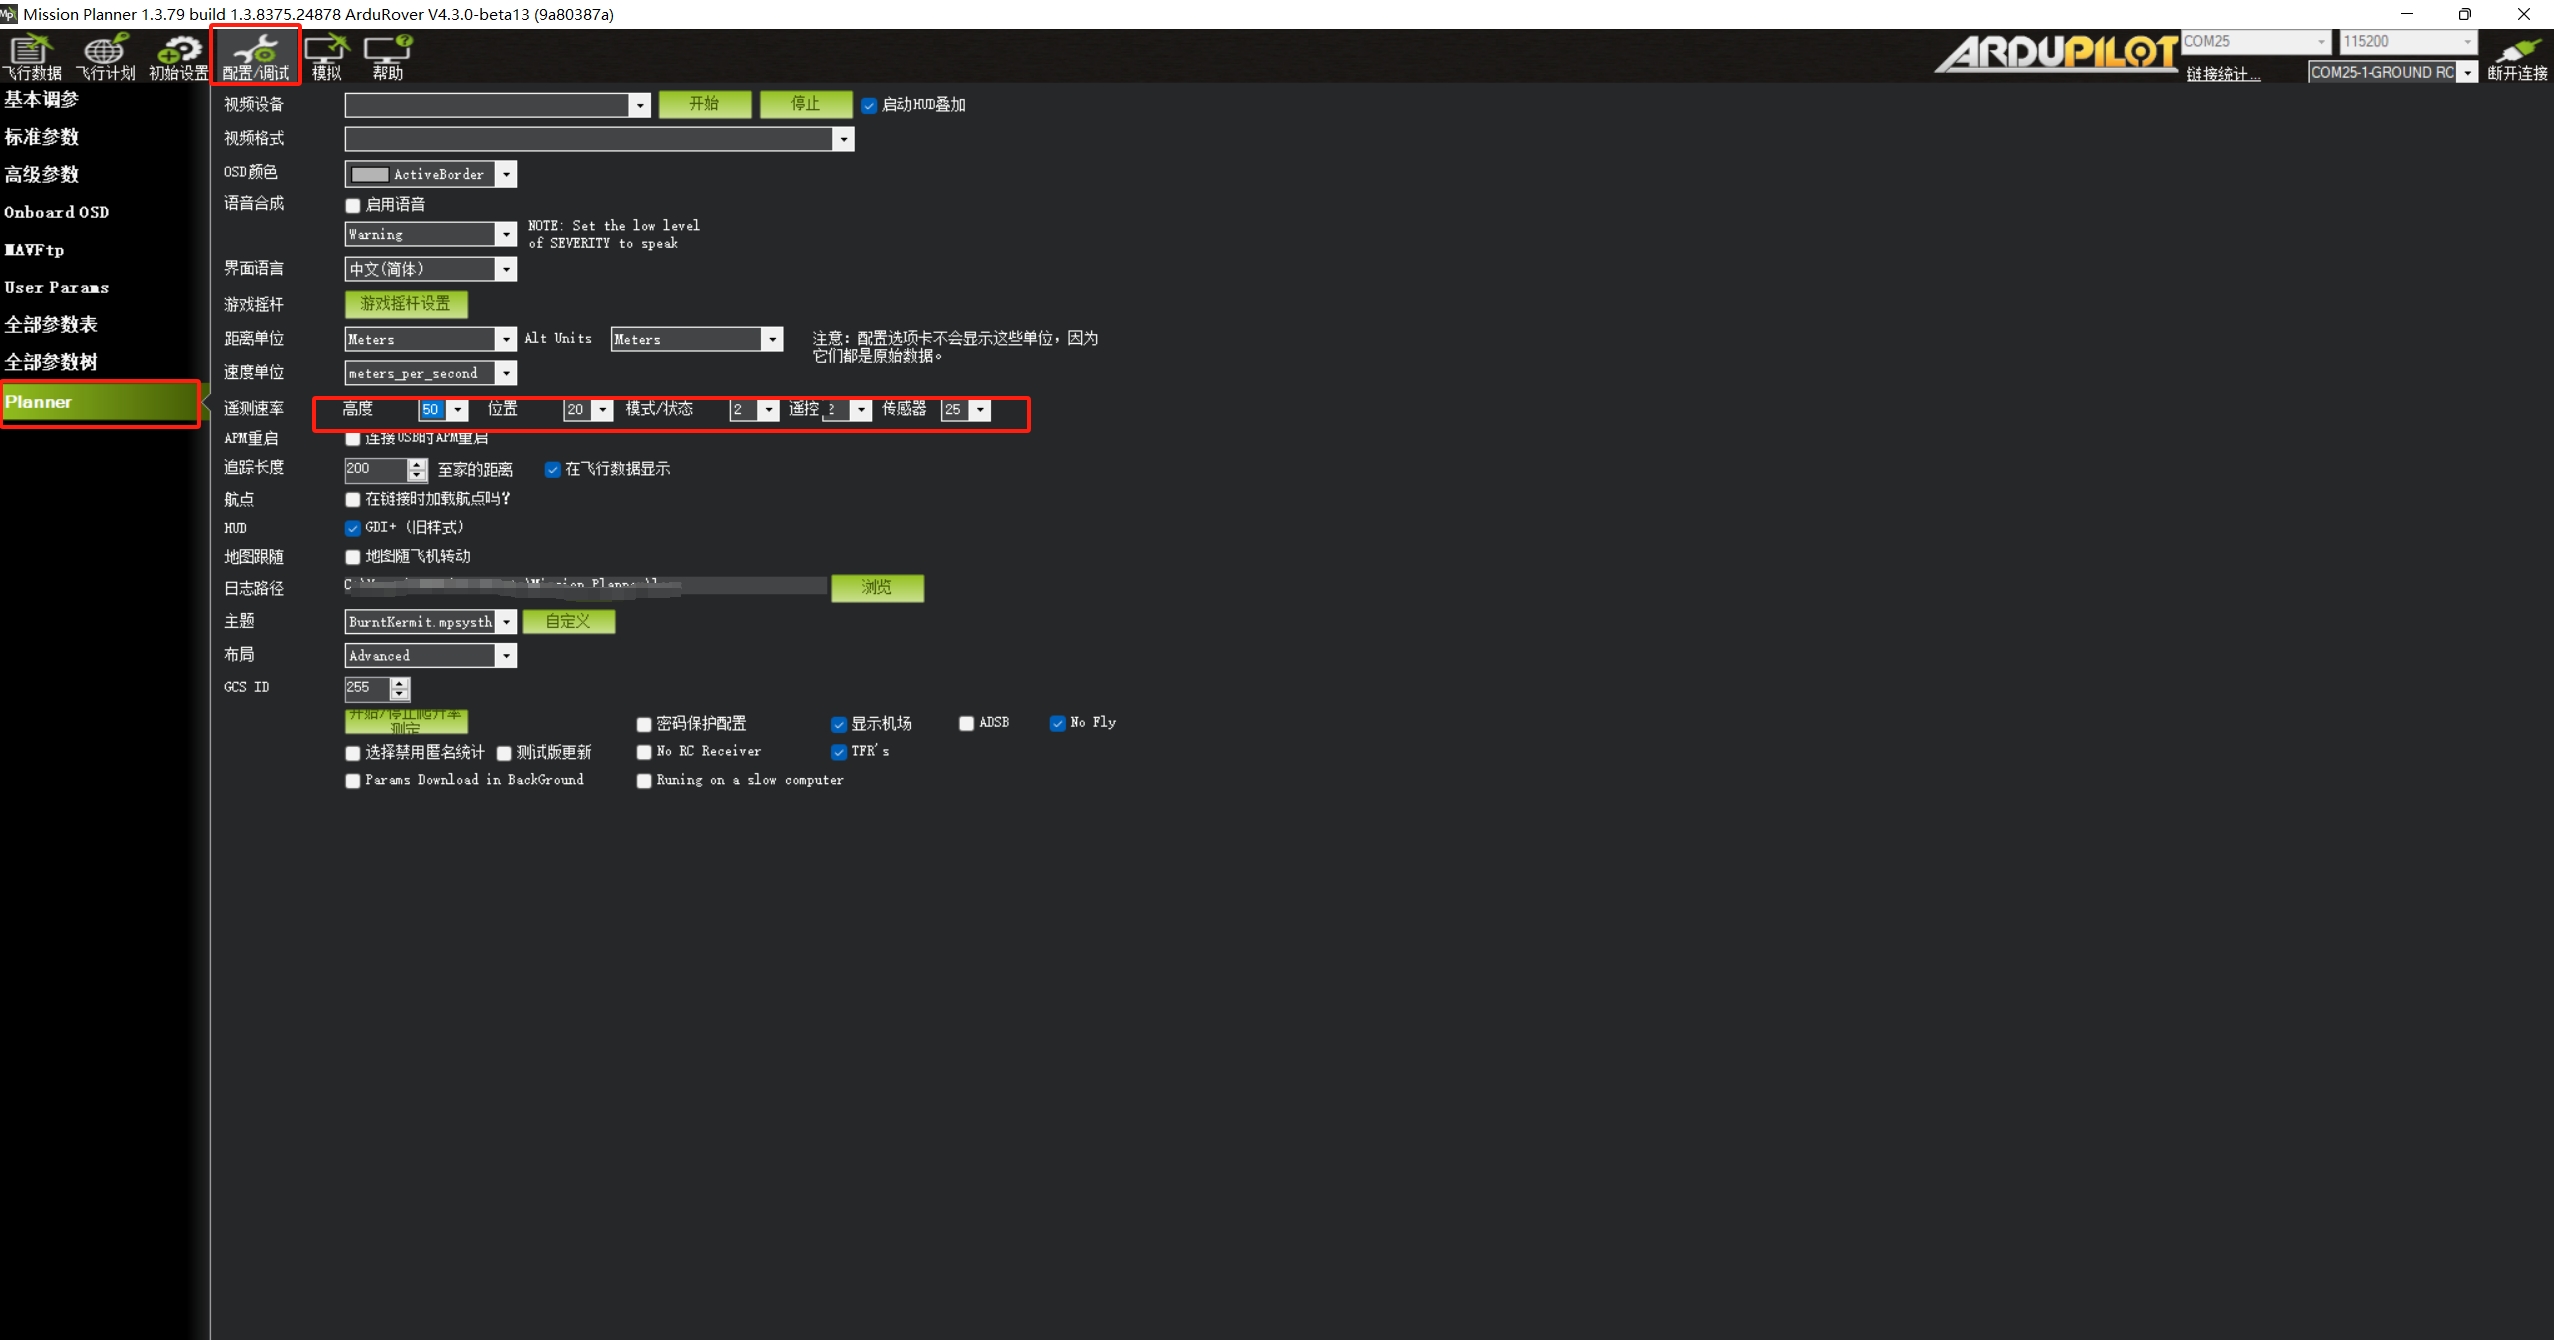 Mission Planner 1.3.79 build 1.3.8375.24878 ArduRover V4.3.0-beta13 (9a80387a)
飞行数据 飞行计划 初始设置 配置/调试 模拟 帮助
ARDUPILOT COM25 115200
链接统计... COM25-1-GROUND RC 断开连接
基本调参
标准参数
高级参数
Onboard OSD
MAVFtp
User Params
全部参数表
全部参数树
Planner
视频设备 开始 停止 启动HUD叠加
视频格式
OSD颜色 ActiveBorder
语音合成 启用语音
Warning NOTE: Set the low level
of SEVERITY to speak
界面语言 中文(简体)
游戏摇杆 游戏摇杆设置
距离单位 Meters Alt Units Meters 注意: 配置选项卡不会显示这些单位, 因为
它们都是原始数据。
速度单位 meters_per_second
遥测速率 高度 50 位置 20 模式/状态 2 遥控 2 传感器 25
APM重启 连接USB时APM重启
追踪长度 200 至家的距离 在飞行数据显示
航点 在链接时加载航点吗?
HUD GDI+ (旧样式)
地图跟随 地图随飞机转动
日志路径 浏览
主题 BurntKermit.mpsysth 自定义
布局 Advanced
GCS ID 255
开始/停止爬升率
测定 密码保护配置 显示机场 ADSB No Fly
选择禁用匿名统计 测试版更新 No RC Receiver TFR's
Params Download in BackGround Runing on a slow computer